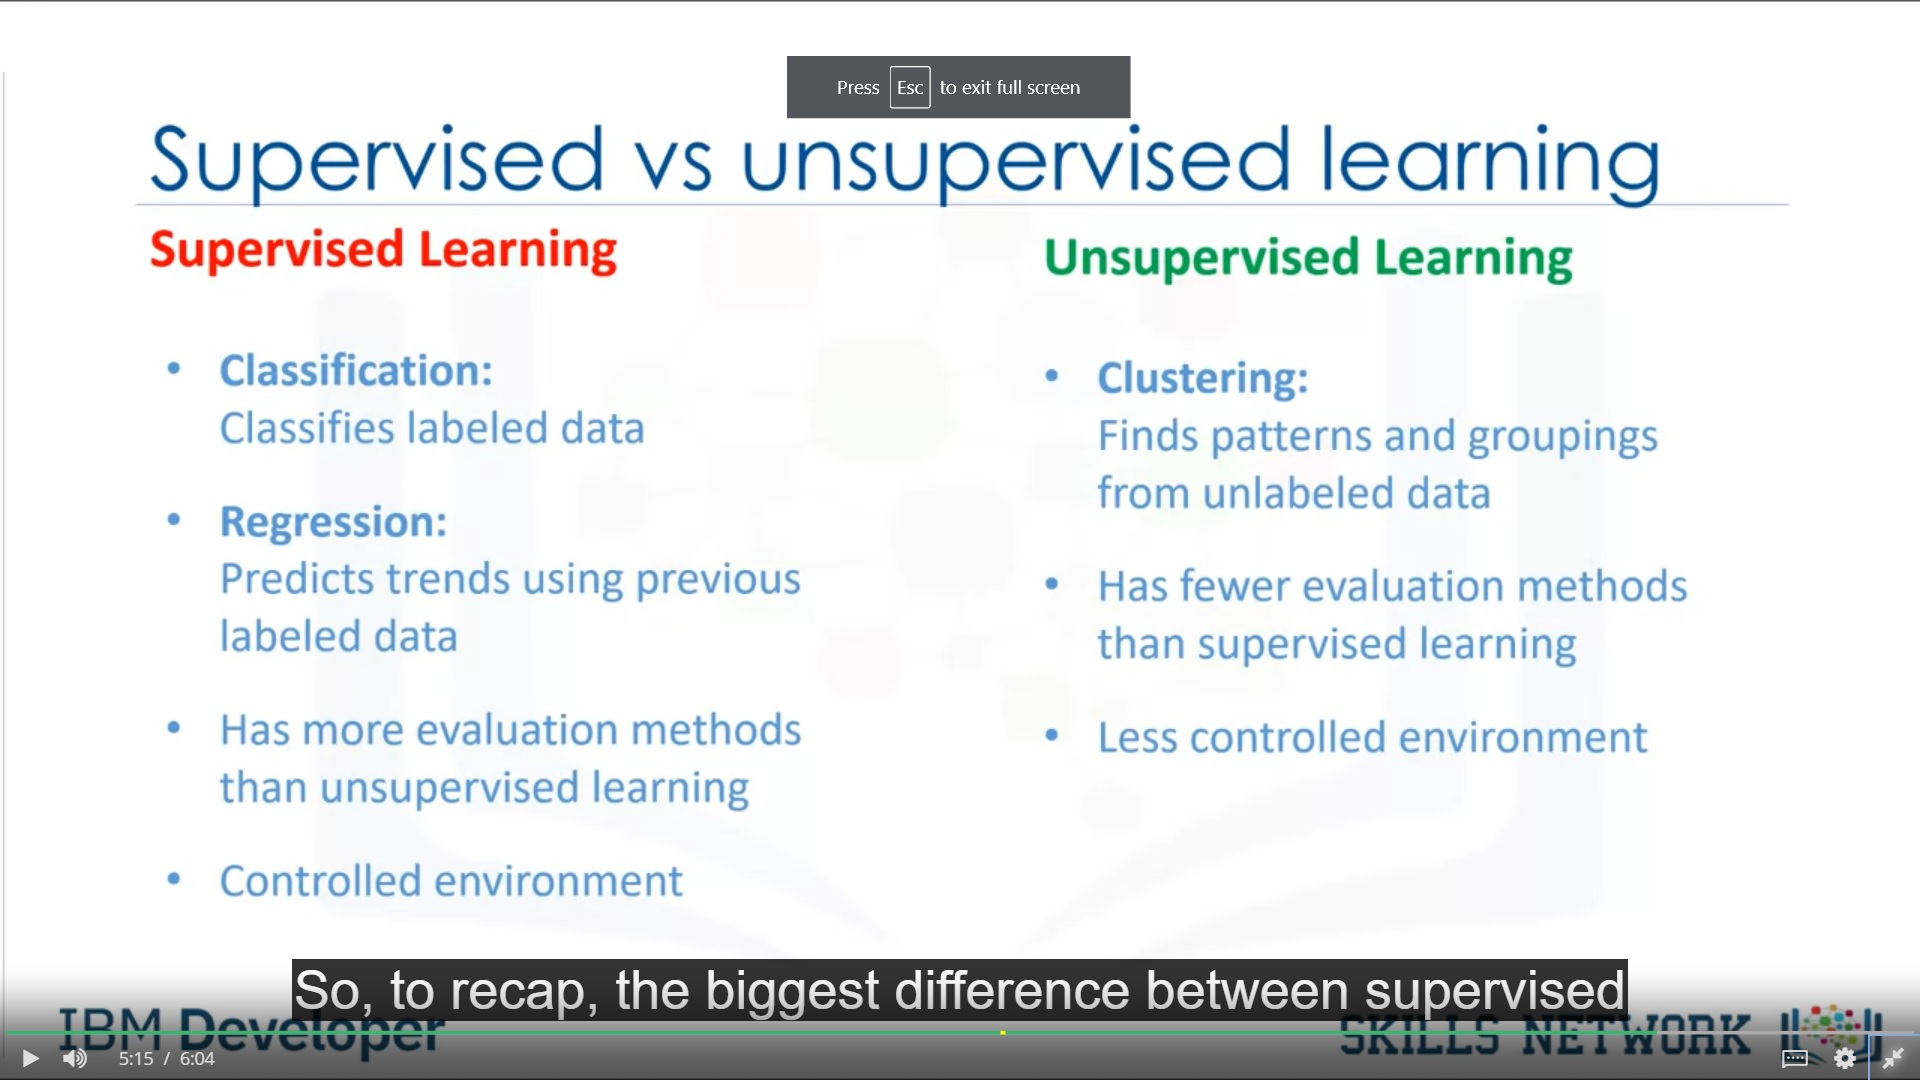 Press Esc to exit full screen
Supervised vs unsupervised learning
Supervised Learning
• Classification:
Classifies labeled data
• Regression:
Predicts trends using previous
labeled data
• Has more evaluation methods
than unsupervised learning
• Controlled environment
Unsupervised Learning
• Clustering:
Finds patterns and groupings
from unlabeled data
• Has fewer evaluation methods
than supervised learning
• Less controlled environment
So, to recap, the biggest difference between supervised
IBM Developer
SKILLS NETWORK
5:15 / 6:04